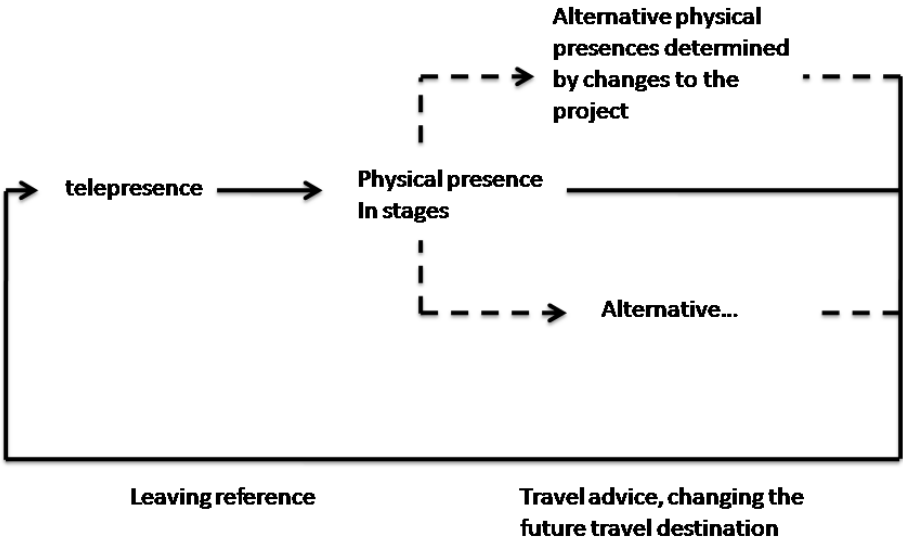 Alternative physical
presences determined
by changes to the
project
telepresence
Physical presence
In stages
Alternative...
Leaving reference
Travel advice, changing the
future travel destination